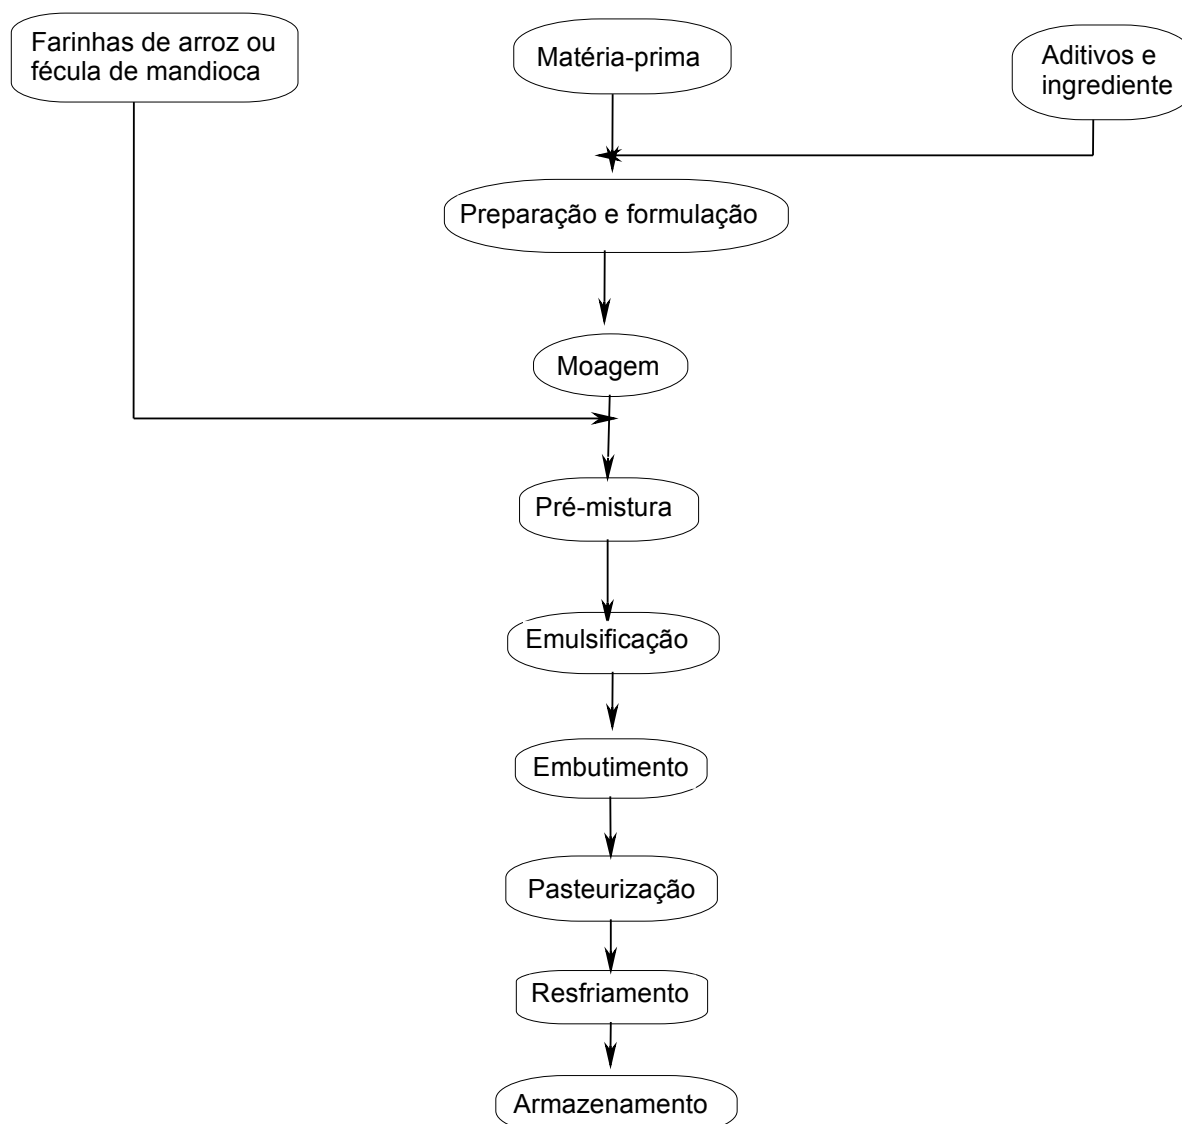 Farinhas de arroz ou
fécula de mandioca
Matéria-prima
Aditivos e
ingrediente
Preparação e formulação
Moagem
Pré-mistura
Emulsificação
Embutimento
Pasteurização
Resfriamento
Armazenamento